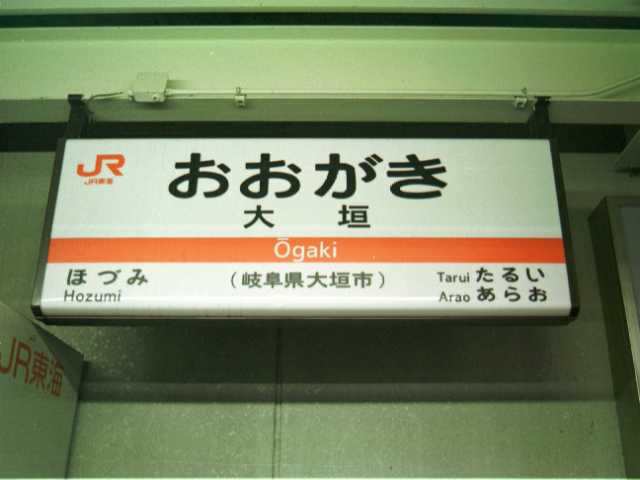 JR
JR東海
おおがき
大垣
Ōgaki
ほづみ
Hozumi
(岐阜県大垣市)
Tarui たるい
Arao あらお
JR東海